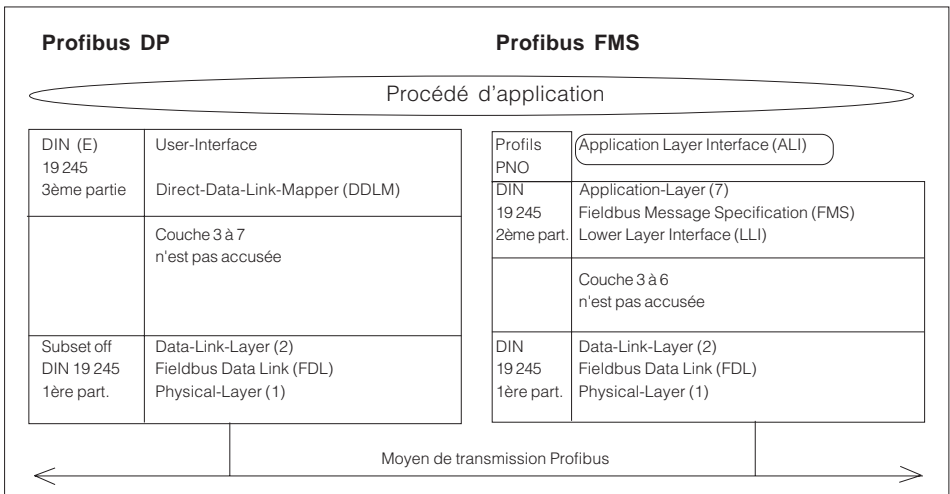 Profibus DP
Profibus FMS
Procédé d'application
DIN (E)
19 245
3ème partie
User-Interface
Direct-Data-Link-Mapper (DDLM)
Couche 3 à 7
n'est pas accusée
Subset off
DIN 19 245
1ère part.
Data-Link-Layer (2)
Fieldbus Data Link (FDL)
Physical-Layer (1)
Profils
PNO
Application Layer Interface (ALI)
DIN
19 245
2ème part.
Application-Layer (7)
Fieldbus Message Specification (FMS)
Lower Layer Interface (LLI)
Couche 3 à 6
n'est pas accusée
DIN
19 245
1ère part.
Data-Link-Layer (2)
Fieldbus Data Link (FDL)
Physical-Layer (1)
Moyen de transmission Profibus